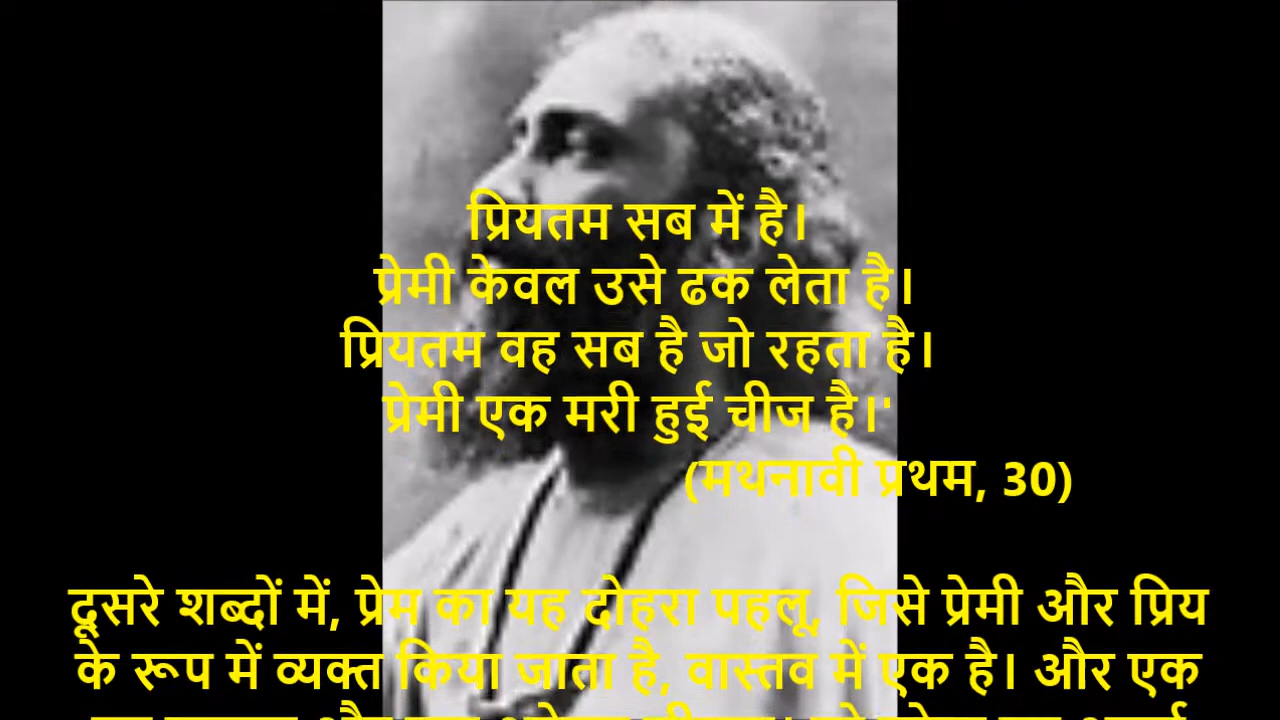 प्रियतम सब में है।
प्रेमी केवल उसे ढक लेता है।
प्रियतम वह सब है जो रहता है।
प्रेमी एक मरी हुई चीज है।'
(मथनावी प्रथम, 30)
दूसरे शब्दों में, प्रेम का यह दोहरा पहलू, जिसे प्रेमी और प्रिय
के रूप में व्यक्त किया जाता है, वास्तव में एक है। और एक